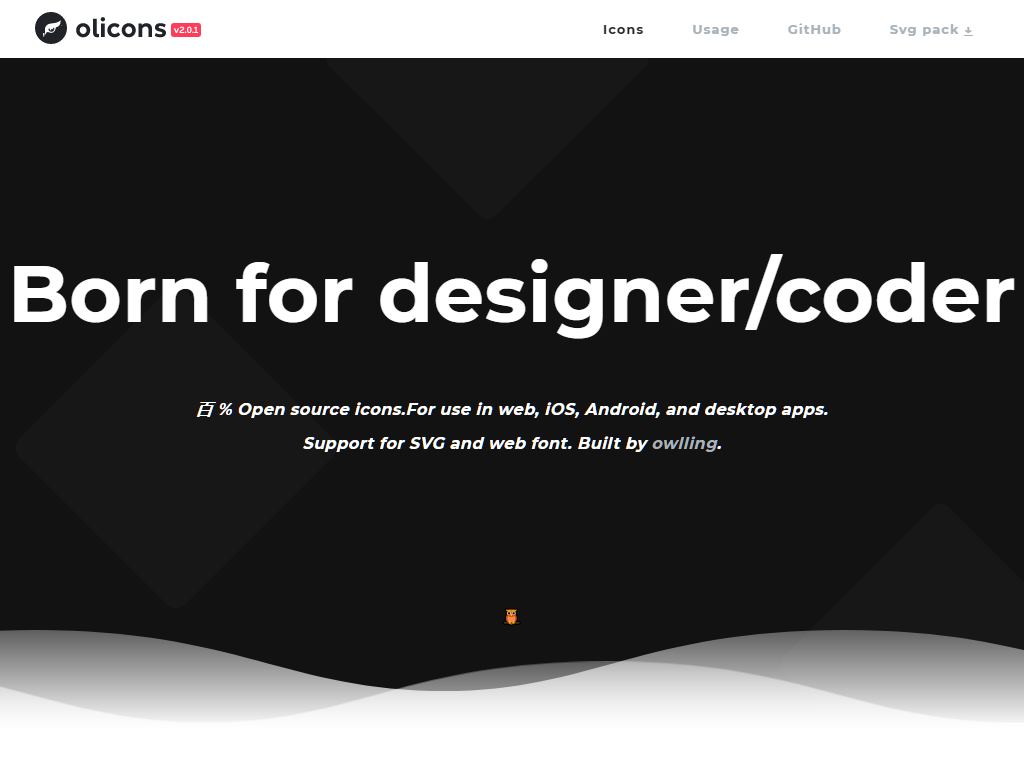 olicons v2.0.1
Icons Usage GitHub Svg pack
Born for designer/coder
百 % Open source icons.For use in web, iOS, Android, and desktop apps.
Support for SVG and web font. Built by owlling.